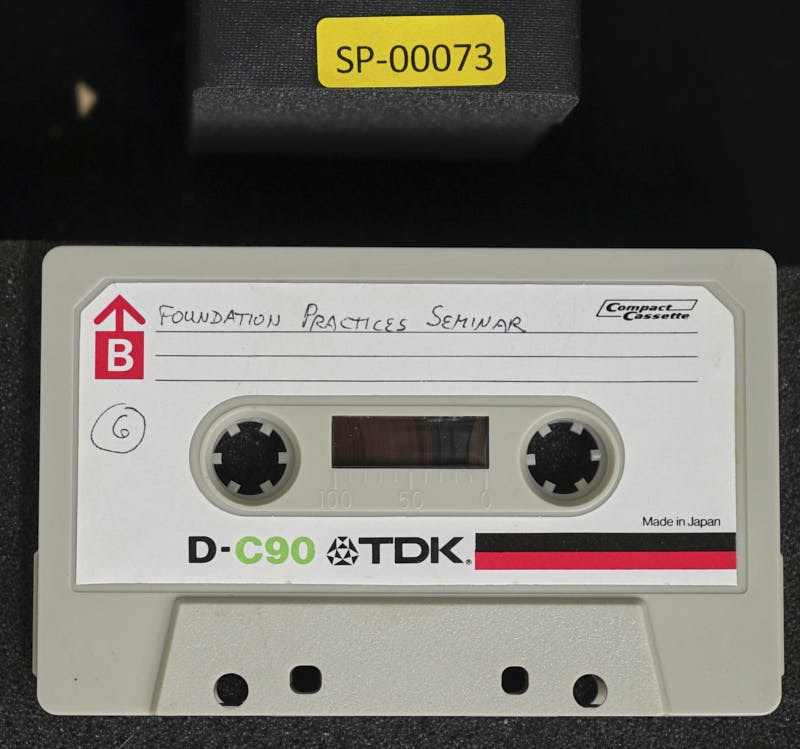 SP-00073
FOUNDATION PRACTICES SEMINAR
Compact
Cassette
B
6
100 50 0
Made in Japan
D-C90 TDK